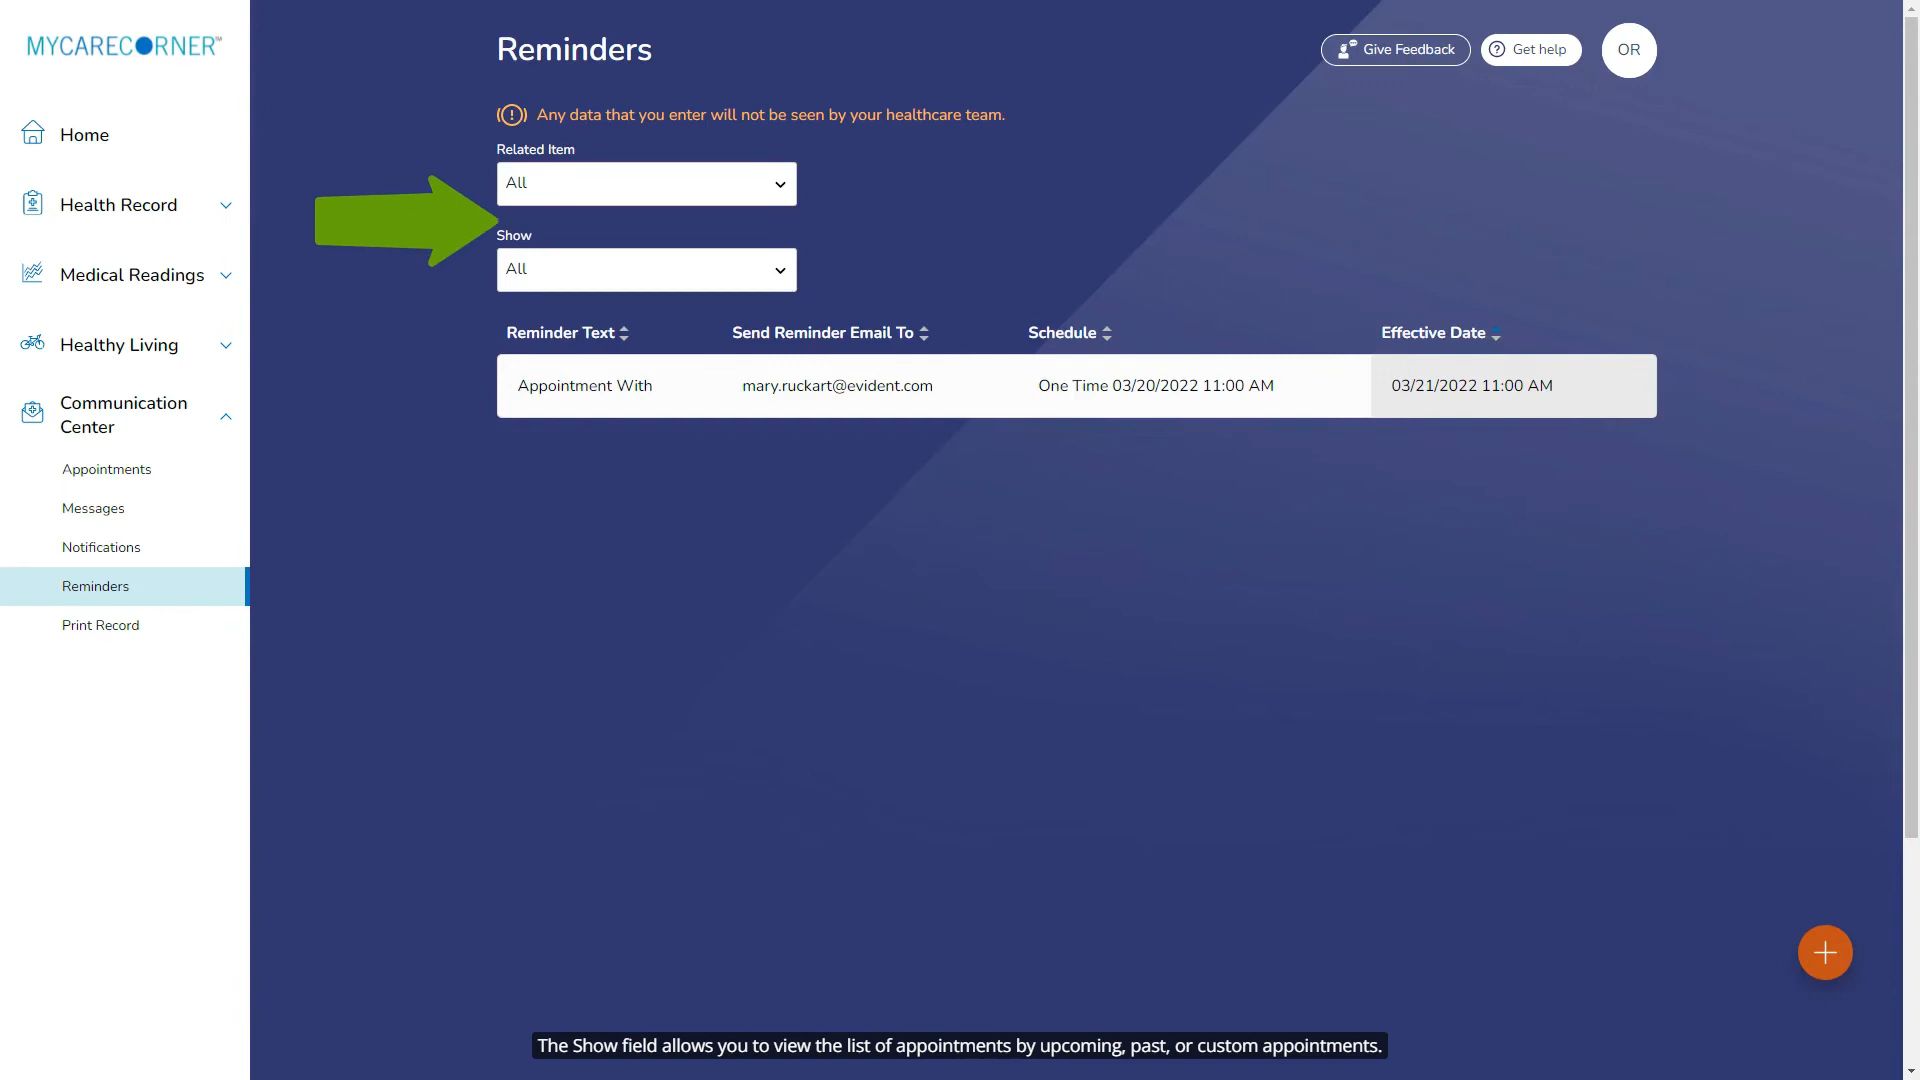 MYCARECORNER™
Home
Health Record
Medical Readings
Healthy Living
Communication
Center
Appointments
Messages
Notifications
Reminders
Print Record
Reminders
Give Feedback
Get help
OR
Any data that you enter will not be seen by your healthcare team.
Related Item
All
Show
All
Reminder Text Send Reminder Email To Schedule Effective Date
Appointment With mary.ruckart@evident.com One Time 03/20/2022 11:00 AM 03/21/2022 11:00 AM
The Show field allows you to view the list of appointments by upcoming, past, or custom appointments.